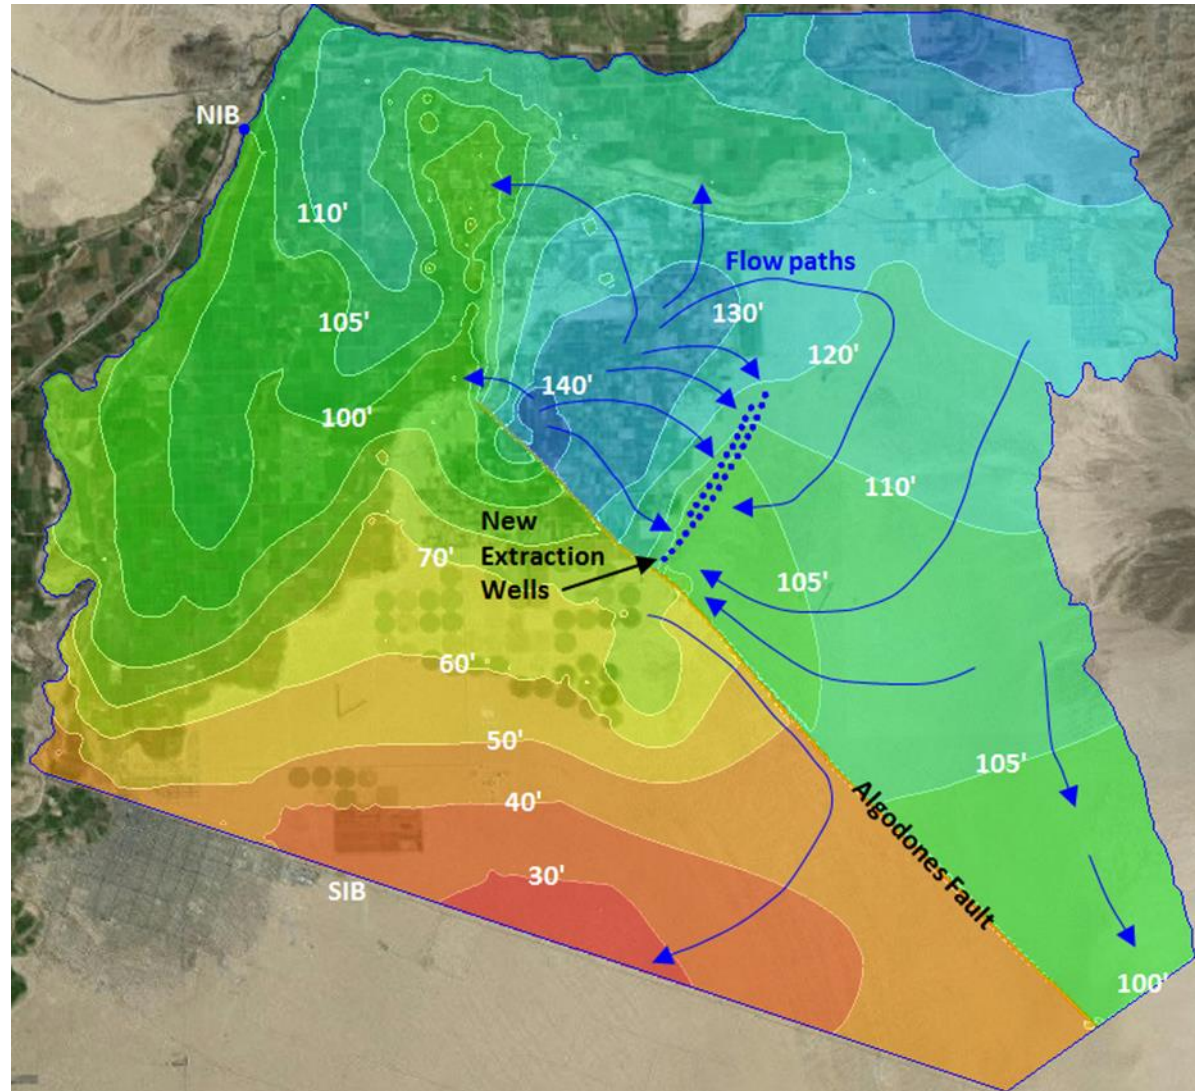 NIB
110'
Flow paths
130'
105'
120'
140'
100'
110'
New
Extraction
Wells
70'
105'
60'
50'
105'
40'
Algodones Fault
30'
SIB
100'